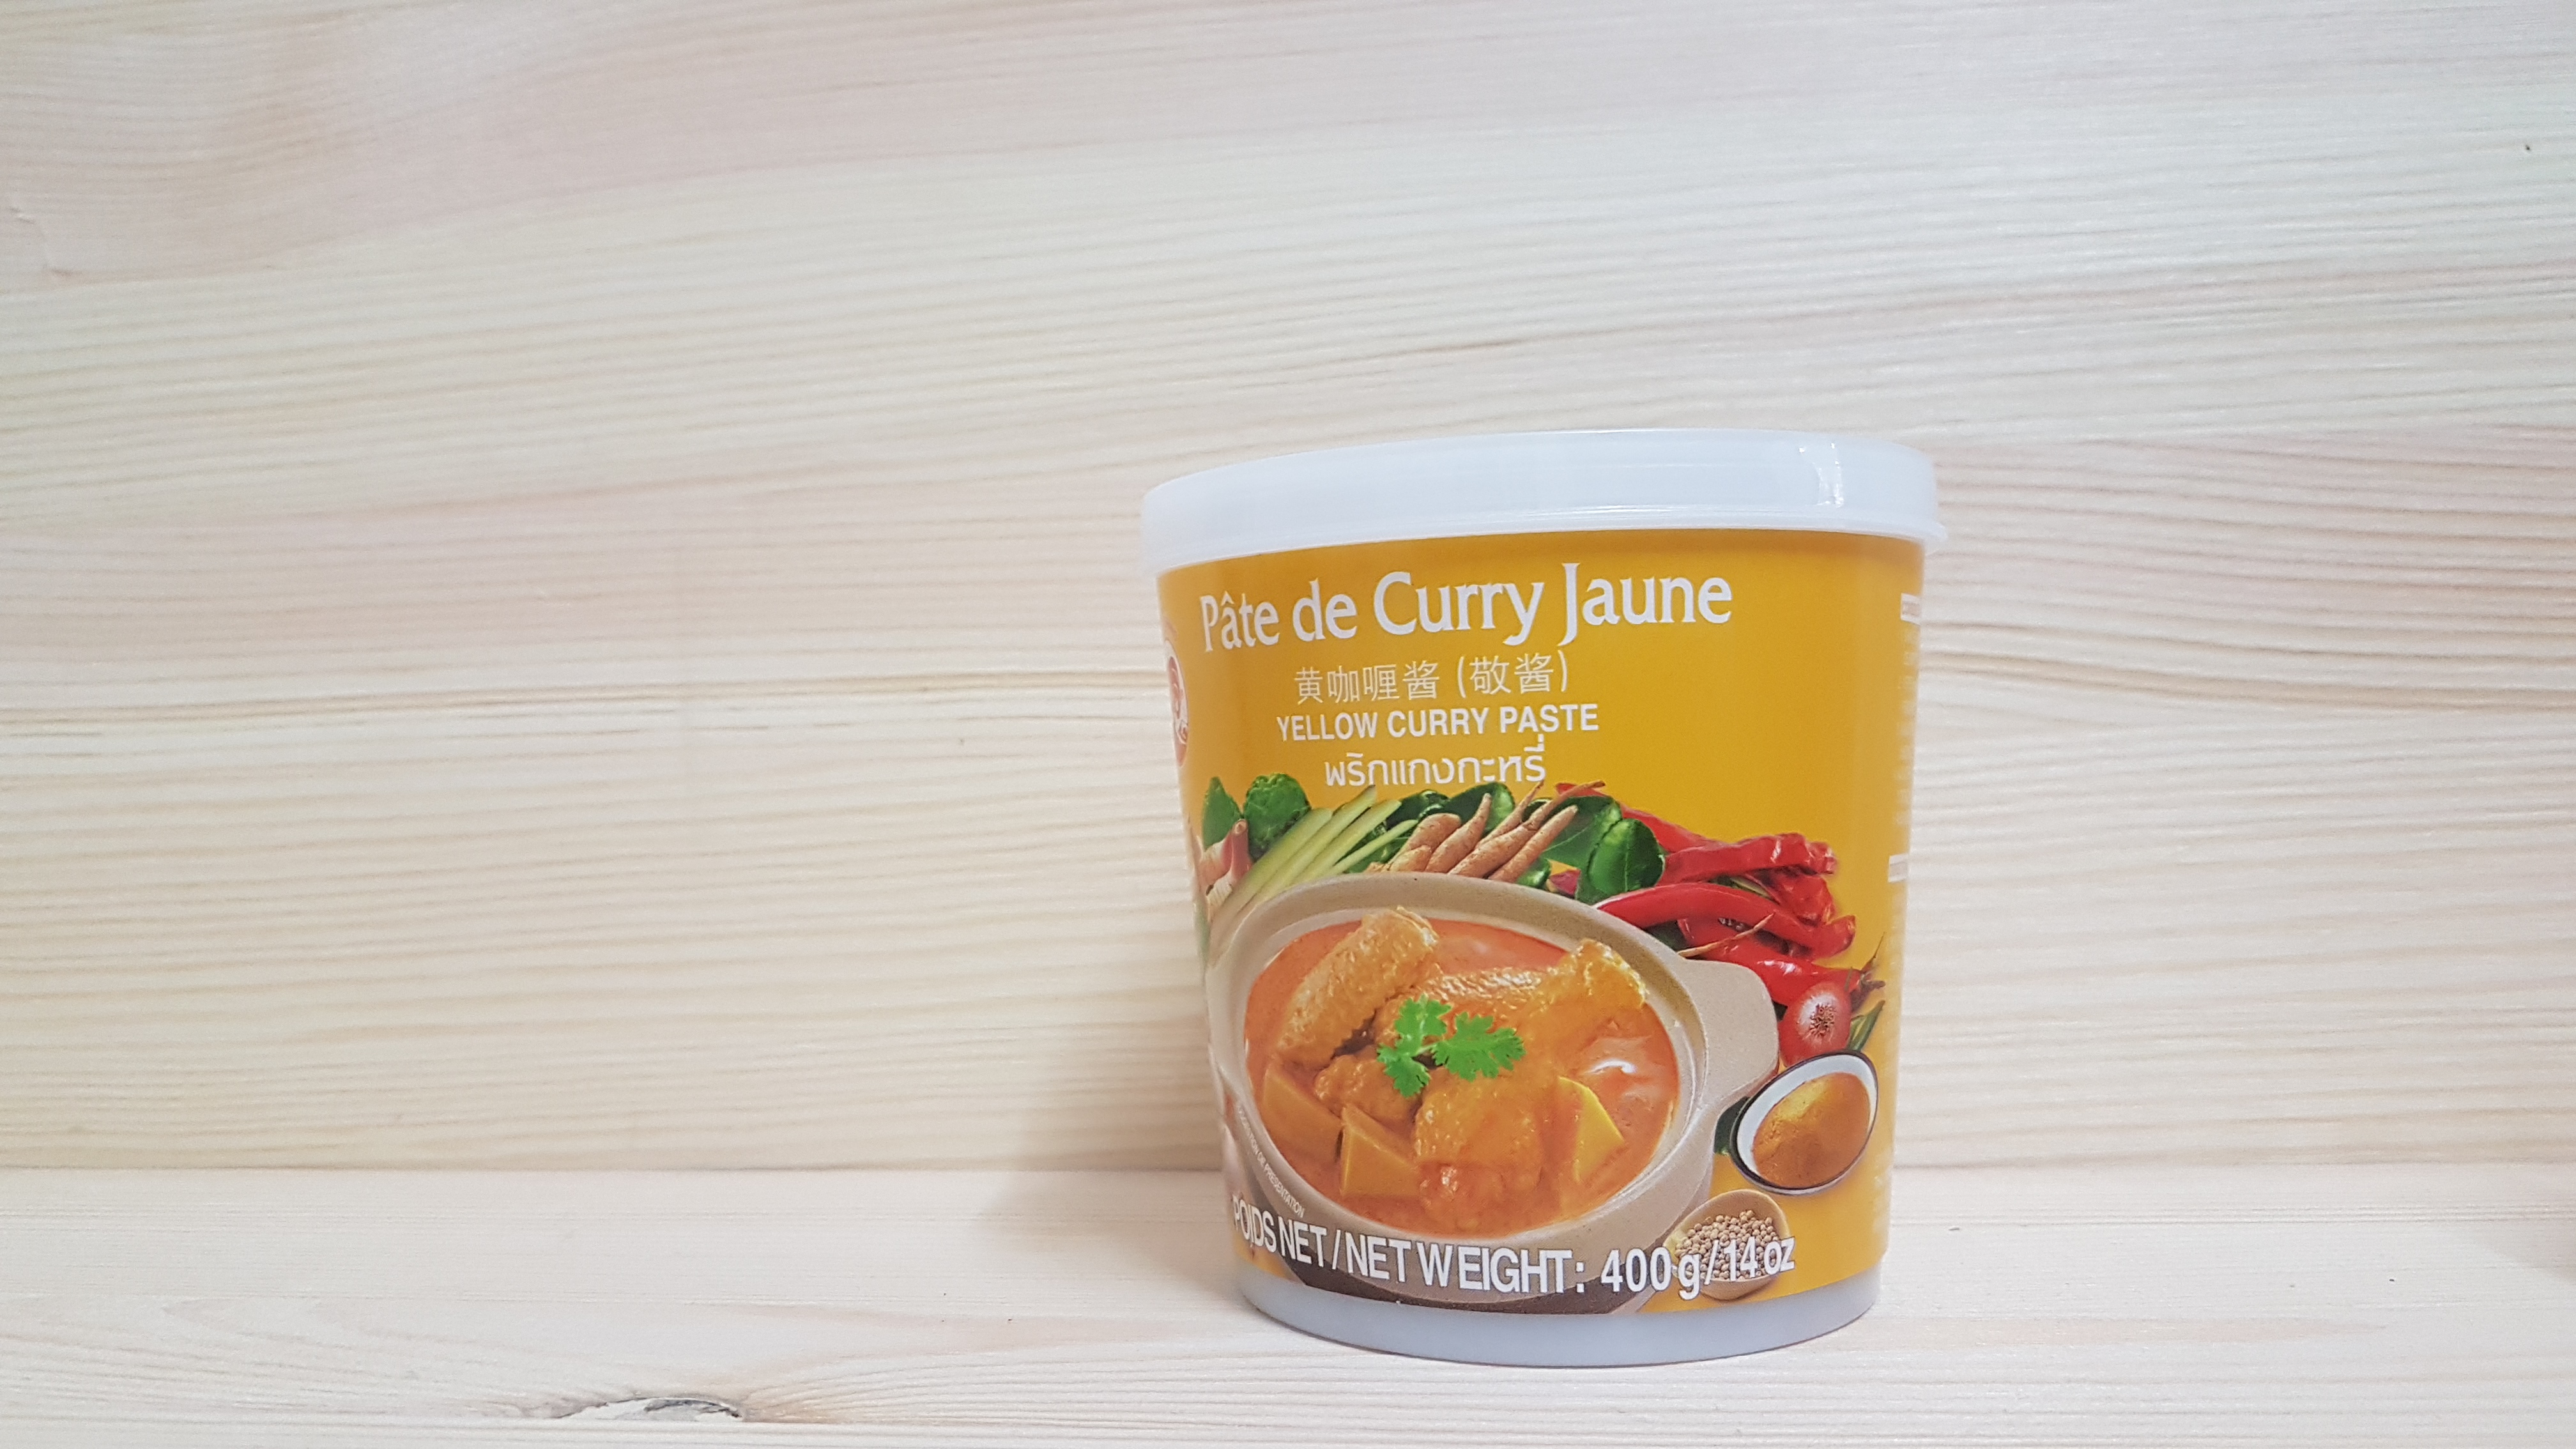 Pâte de Curry Jaune
黄咖喱酱 (敬酱)
YELLOW CURRY PASTE
พริกแกงกะหรี่
POIDS NET / NET WEIGHT: 400 g / 14 oz